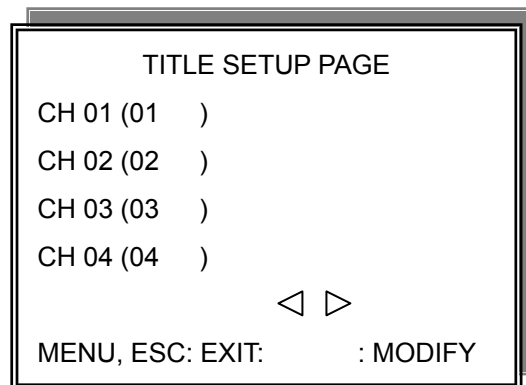 TITLE SETUP PAGE
CH 01 (01 )
CH 02 (02 )
CH 03 (03 )
CH 04 (04 )
◁ ▷
MENU, ESC: EXIT: : MODIFY